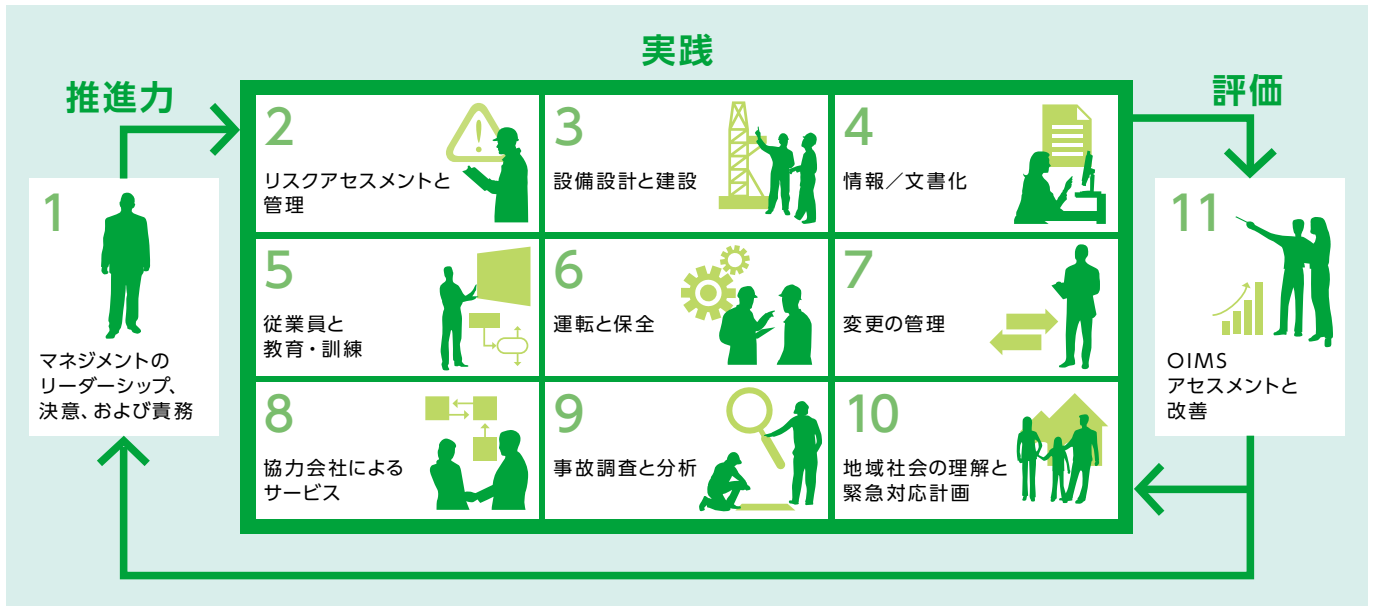 推進力
実践
評価
1
マネジメントの
リーダーシップ、
決意、および責務
2
リスクアセスメントと
管理
3
設備設計と建設
4
情報／文書化
5
従業員と
教育・訓練
6
運転と保全
7
変更の管理
8
協力会社による
サービス
9
事故調査と分析
10
地域社会の理解と
緊急対応計画
11
OIMS
アセスメントと
改善